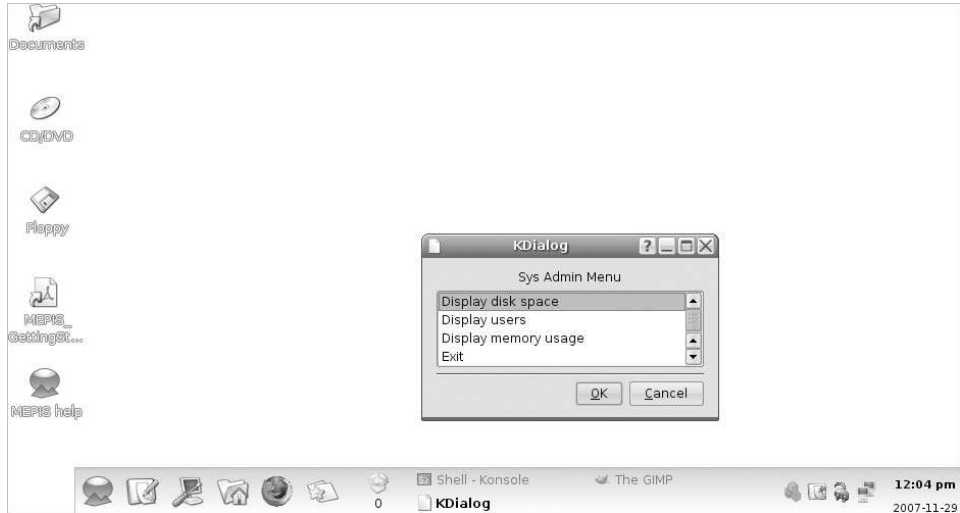 Documents
CD/DVD
Floppy
MEPIS_
GettingSt...
MEPIS help
KDialog
Sys Admin Menu
Display disk space
Display users
Display memory usage
Exit
OK
Cancel
0
Shell - Konsole
The GIMP
KDialog
12:04 pm
2007-11-29